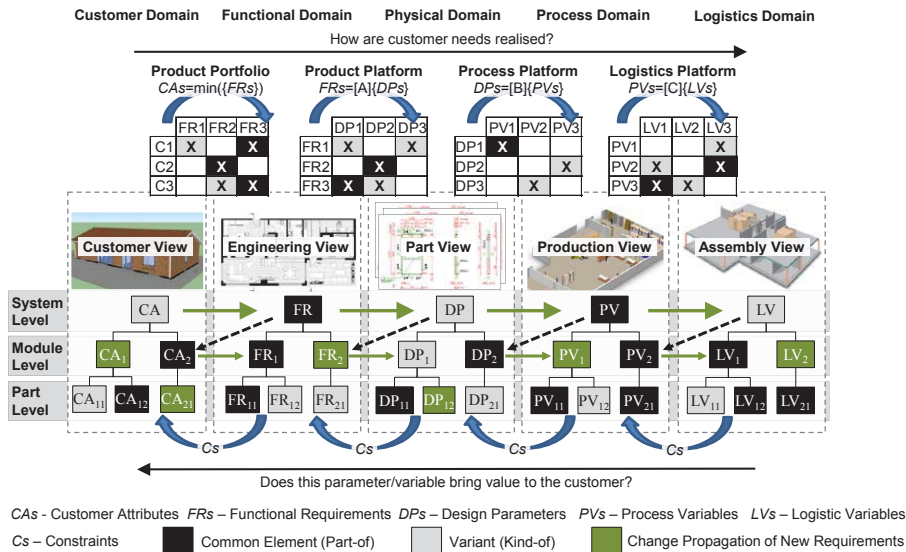 Customer Domain Functional Domain Physical Domain Process Domain Logistics Domain
How are customer needs realised?
Product Portfolio Product Platform Process Platform Logistics Platform
CAs=min({FRs}) FRs=[A]{DPs} DPs=[B]{PVs} PVs=[C]{LVs}
FR1 FR2 FR3 DP1 DP2 DP3 PV1 PV2 PV3 LV1 LV2 LV3
C1 X X FR1 X X DP1 X PV1 X
C2 X FR2 X DP2 X PV2 X X
C3 X X FR3 X X DP3 X PV3 X X
Customer View Engineering View Part View Production View Assembly View
System Level CA FR DP PV LV
Module Level CA1 CA2 FR1 FR2 DP1 DP2 PV1 PV2 LV1 LV2
Part Level CA11 CA12 CA21 FR11 FR12 FR21 DP11 DP12 DP21 PV11 PV12 PV21 LV11 LV12 LV21
Cs Cs Cs Cs
Does this parameter/variable bring value to the customer?
CAs - Customer Attributes FRs – Functional Requirements DPs – Design Parameters PVs – Process Variables LVs – Logistic Variables
Cs – Constraints Common Element (Part-of) Variant (Kind-of) Change Propagation of New Requirements